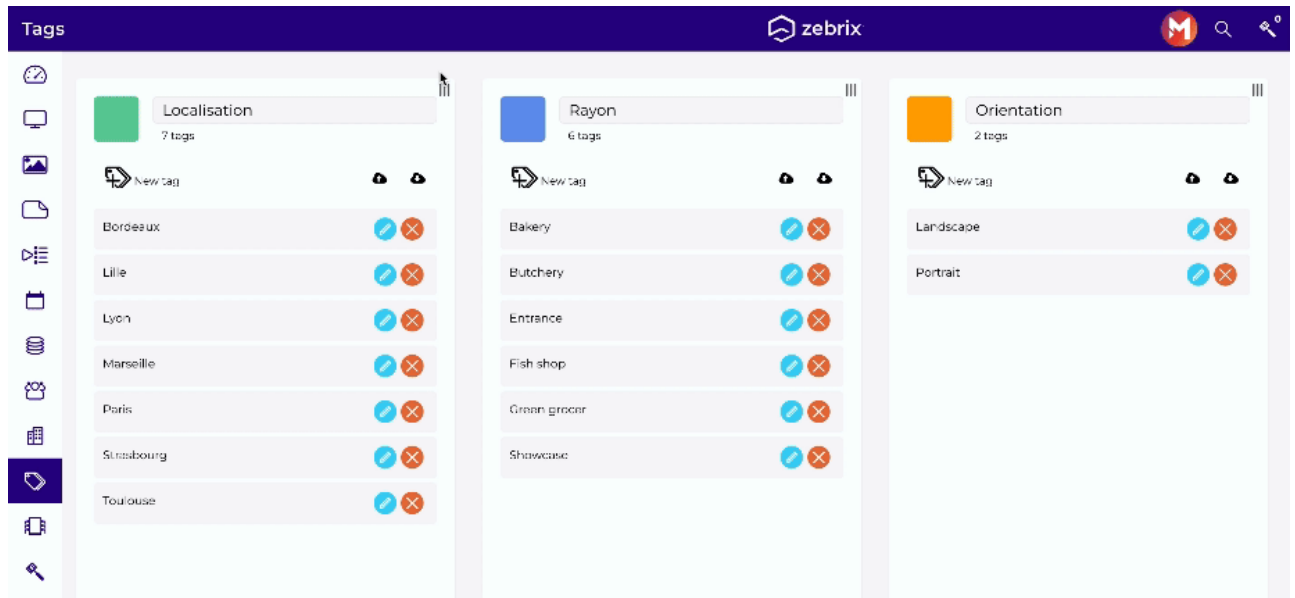 Tags
zebrix
0
Localisation
7 tags
New tag
Bordeaux
Lille
Lyon
Marseille
Paris
Strasbourg
Toulouse
Rayon
6 tags
New tag
Bakery
Butchery
Entrance
Fish shop
Green grocer
Showcase
Orientation
2 tags
New tag
Landscape
Portrait